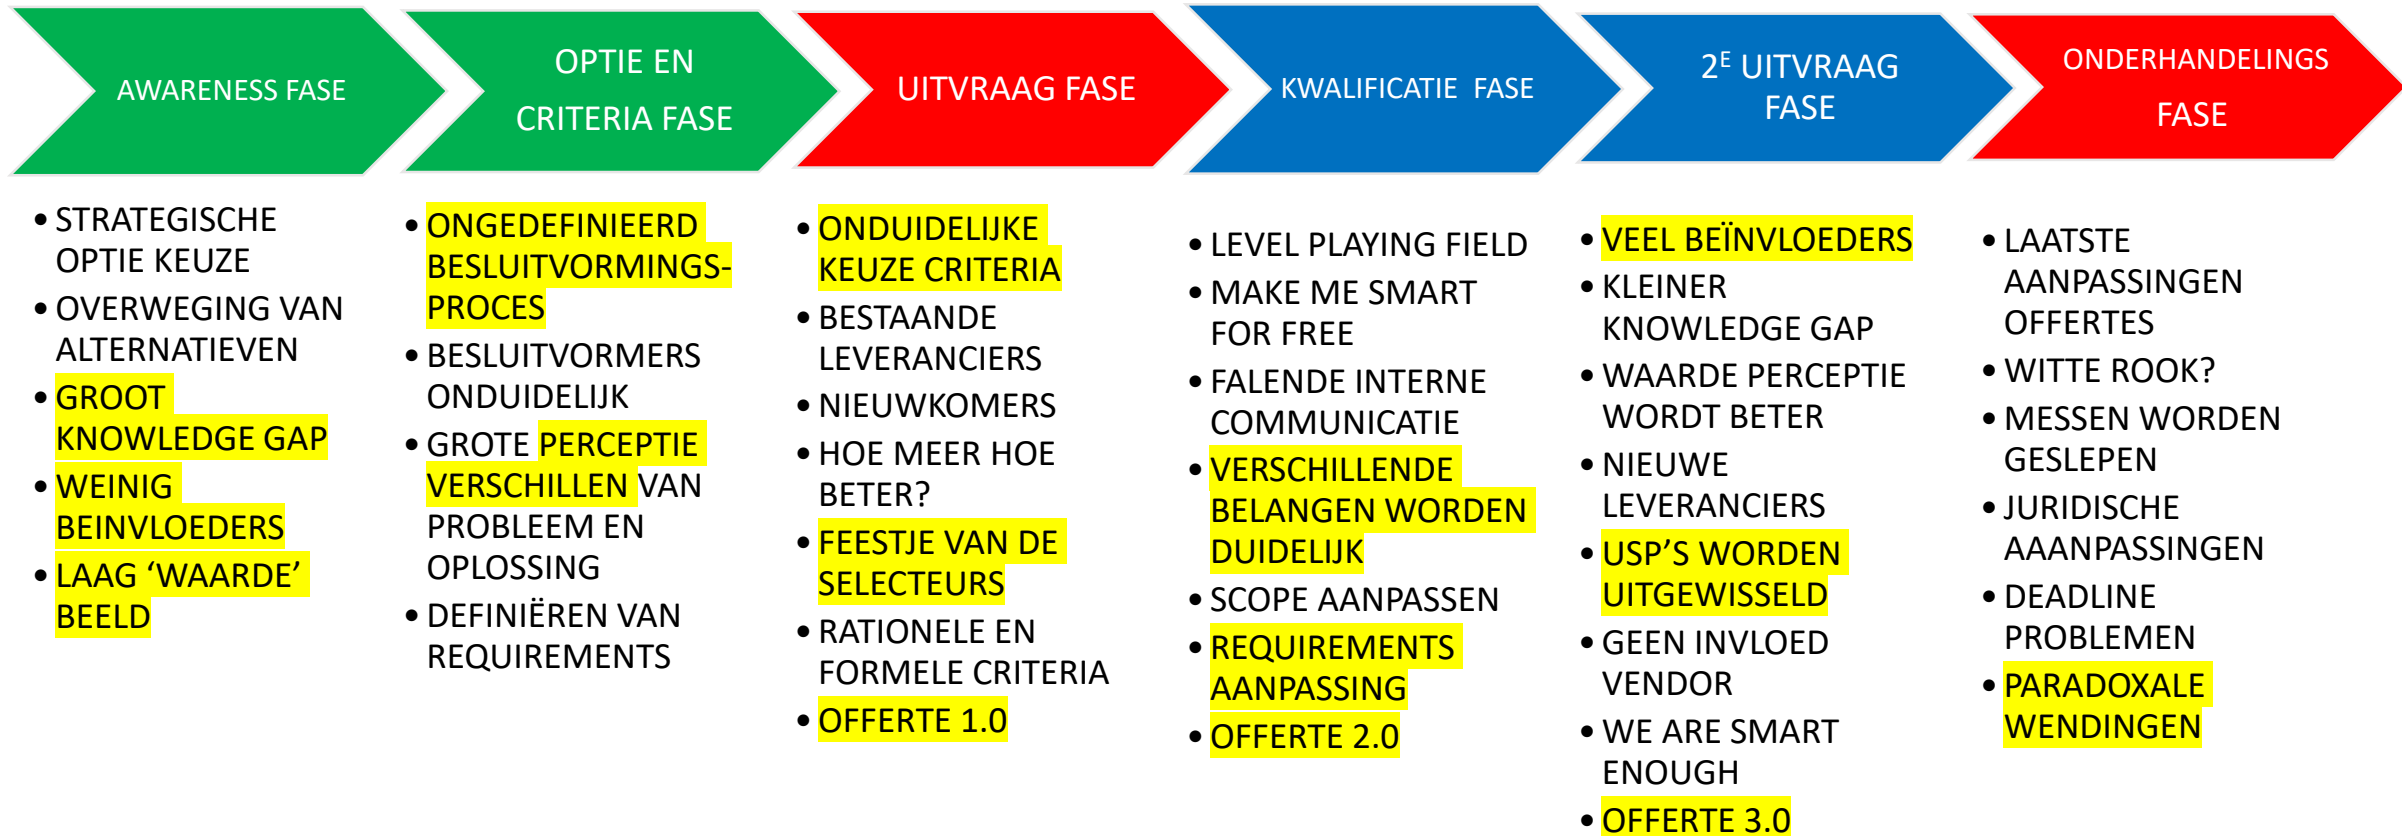 AWARENESS FASE
OPTIE EN
CRITERIA FASE
UITVRAAG FASE
KWALIFICATIE FASE
2E UITVRAAG
FASE
ONDERHANDELINGS
FASE
• STRATEGISCHE
OPTIE KEUZE
• OVERWEGING VAN
ALTERNATIEVEN
• GROOT
KNOWLEDGE GAP
• WEINIG
BEINVLOEDERS
• LAAG ‘WAARDE’
BEELD
• ONGEDEFINIEERD
BESLUITVORMINGS-
PROCES
• BESLUITVORMERS
ONDUIDELIJK
• GROTE PERCEPTIE
VERSCHILLEN VAN
PROBLEEM EN
OPLOSSING
• DEFINIËREN VAN
REQUIREMENTS
• ONDUIDELIJKE
KEUZE CRITERIA
• BESTAANDE
LEVERANCIERS
• NIEUWKOMERS
• HOE MEER HOE
BETER?
• FEESTJE VAN DE
SELECTEURS
• RATIONELE EN
FORMELE CRITERIA
• OFFERTE 1.0
• LEVEL PLAYING FIELD
• MAKE ME SMART
FOR FREE
• FALENDE INTERNE
COMMUNICATIE
• VERSCHILLENDE
BELANGEN WORDEN
DUIDELIJK
• SCOPE AANPASSEN
• REQUIREMENTS
AANPASSING
• OFFERTE 2.0
• VEEL BEÏNVLOEDERS
• KLEINER
KNOWLEDGE GAP
• WAARDE PERCEPTIE
WORDT BETER
• NIEUWE
LEVERANCIERS
• USP’S WORDEN
UITGEWISSELD
• GEEN INVLOED
VENDOR
• WE ARE SMART
ENOUGH
• OFFERTE 3.0
• LAATSTE
AANPASSINGEN
OFFERTES
• WITTE ROOK?
• MESSEN WORDEN
GESLEPEN
• JURIDISCHE
AAANPASSINGEN
• DEADLINE
PROBLEMEN
• PARADOXALE
WENDINGEN